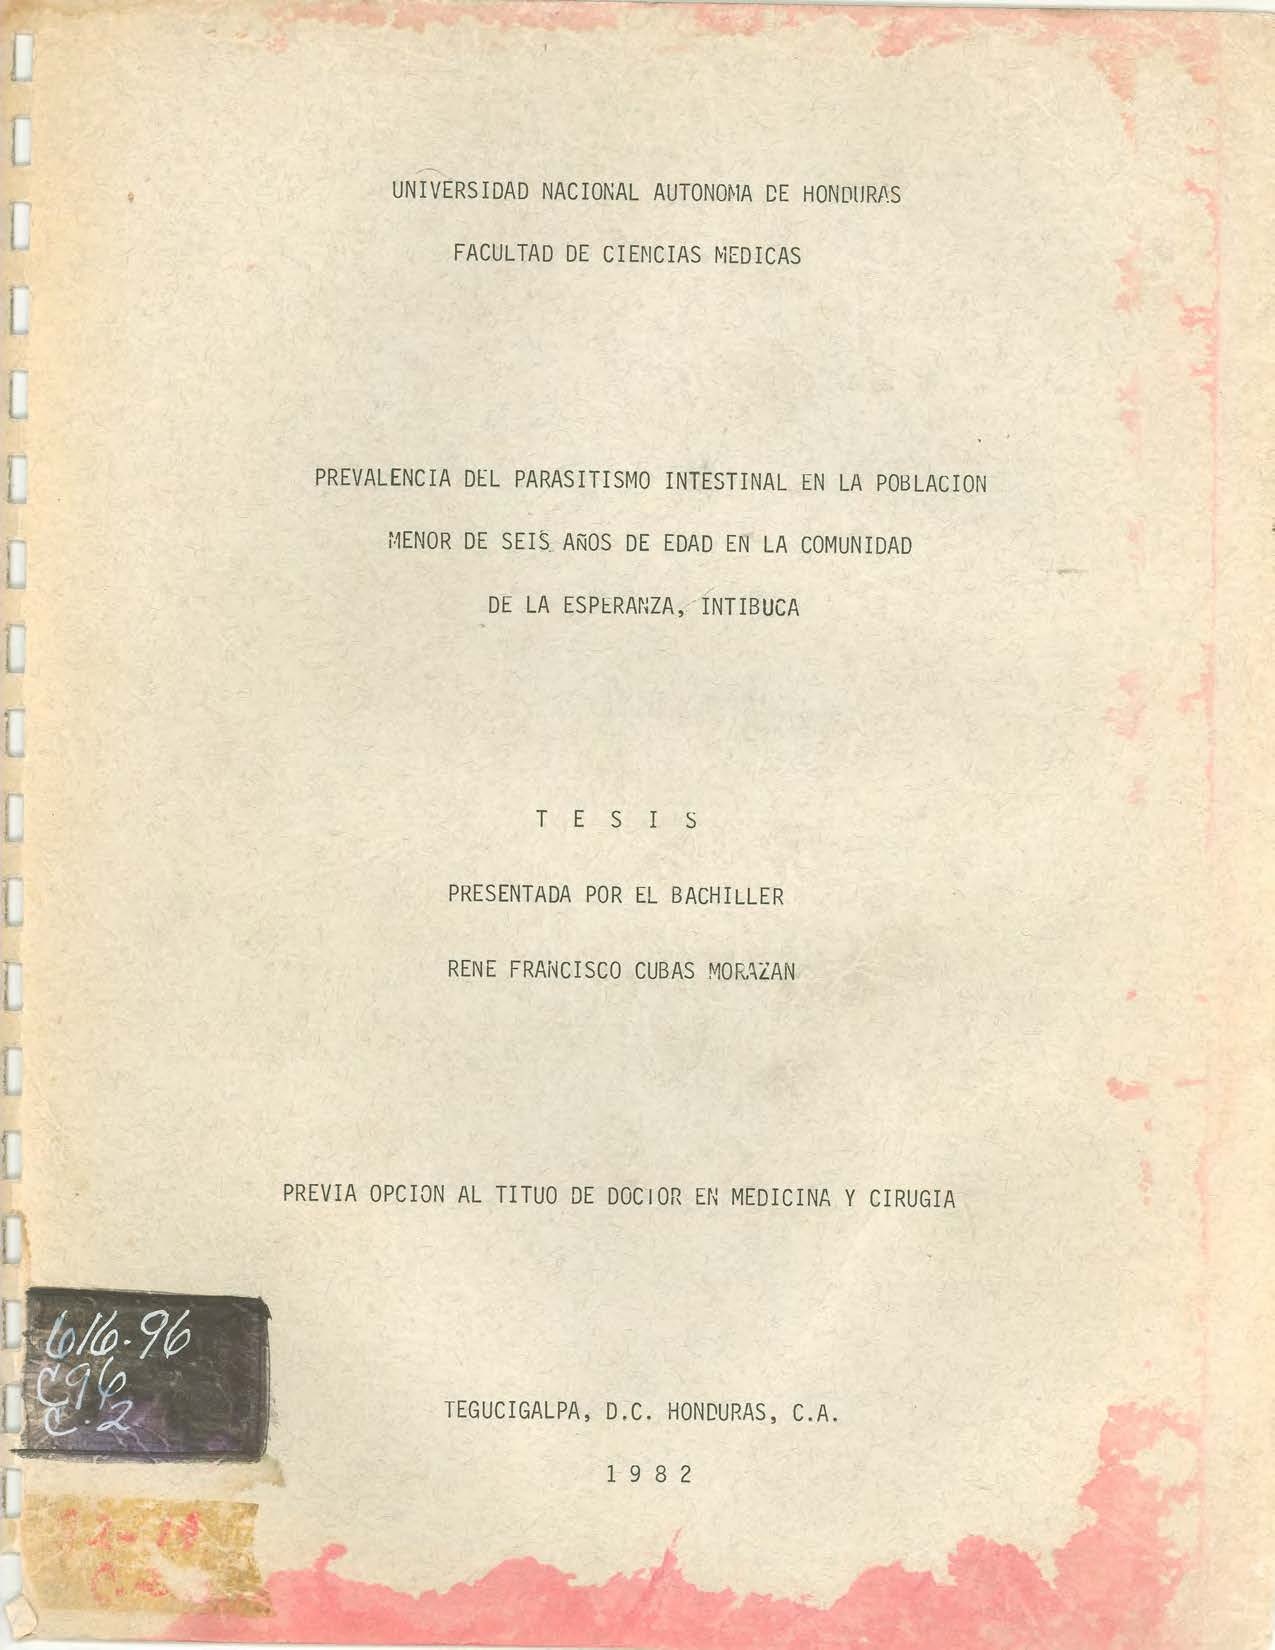 UNIVERSIDAD NACIONAL AUTONOMA DE HONDURAS
FACULTAD DE CIENCIAS MEDICAS
PREVALENCIA DEL PARASITISMO INTESTINAL EN LA POBLACION
MENOR DE SEIS AÑOS DE EDAD EN LA COMUNIDAD
DE LA ESPERANZA, INTIBUCA
T E S I S
PRESENTADA POR EL BACHILLER
RENE FRANCISCO CUBAS MORAZAN
PREVIA OPCION AL TITUO DE DOCTOR EN MEDICINA Y CIRUGIA
616.96
C96
C.2
TEGUCIGALPA, D.C. HONDURAS, C.A.
1 9 8 2